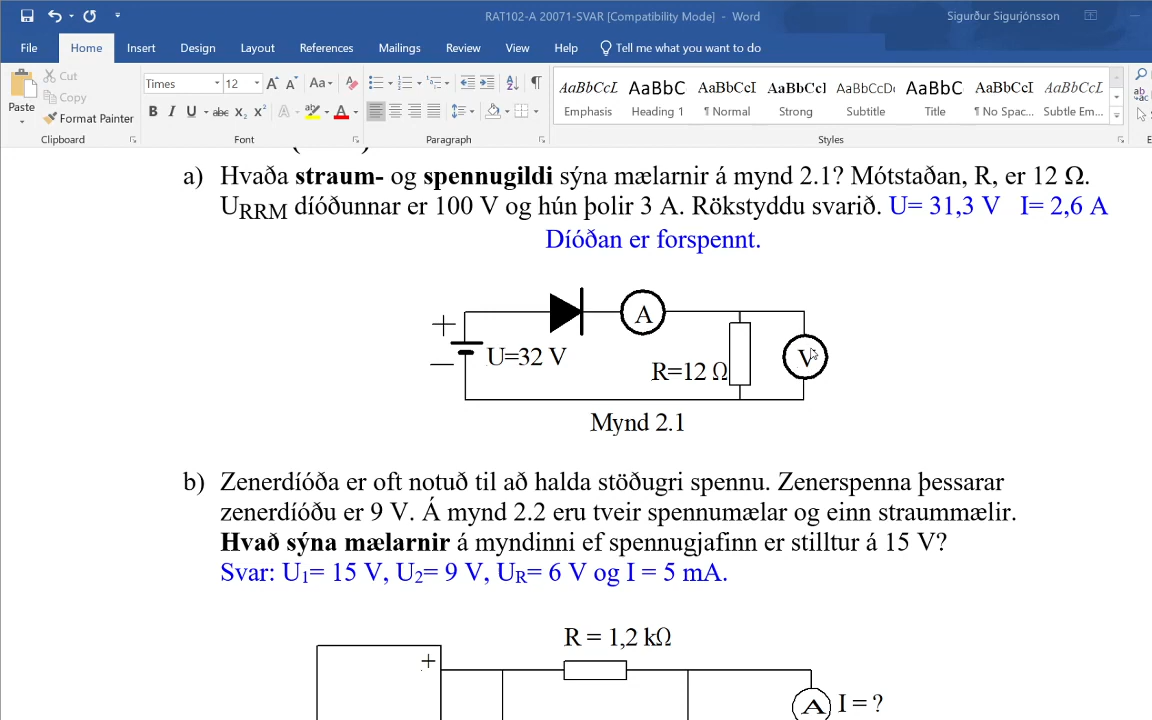 RAT102-A 20071-SVAR [Compatibility Mode] - Word
Sigurður Sigurjónsson
File Home Insert Design Layout References Mailings Review View Help Tell me what you want to do
Paste
Cut
Copy
Format Painter
Times 12
Clipboard
Font
Paragraph
AaBbCcL AaBbC AaBbCcI AaBbCcI AaBbCcD AaBbC AaBbCcI AaBbCcL
Emphasis Heading 1 ¶ Normal Strong Subtitle Title ¶ No Spac... Subtle Em...
Styles
a) Hvaða straum- og spennugildi sýna mælarnir á mynd 2.1? Mótstaðan, R, er 12 Ω.
URRM díóðunnar er 100 V og hún þolir 3 A. Rökstyddu svarið. U= 31,3 V I= 2,6 A
Díóðan er forspennt.
+
A
−
U=32 V
R=12 Ω
V
Mynd 2.1
b) Zenerdíóða er oft notuð til að halda stöðugri spennu. Zenerspenna þessarar
zenerdíóðu er 9 V. Á mynd 2.2 eru tveir spennumælar og einn straummælir.
Hvað sýna mælarnir á myndinni ef spennugjafinn er stilltur á 15 V?
Svar: U1= 15 V, U2= 9 V, UR= 6 V og I = 5 mA.
R = 1,2 kΩ
+
A I = ?